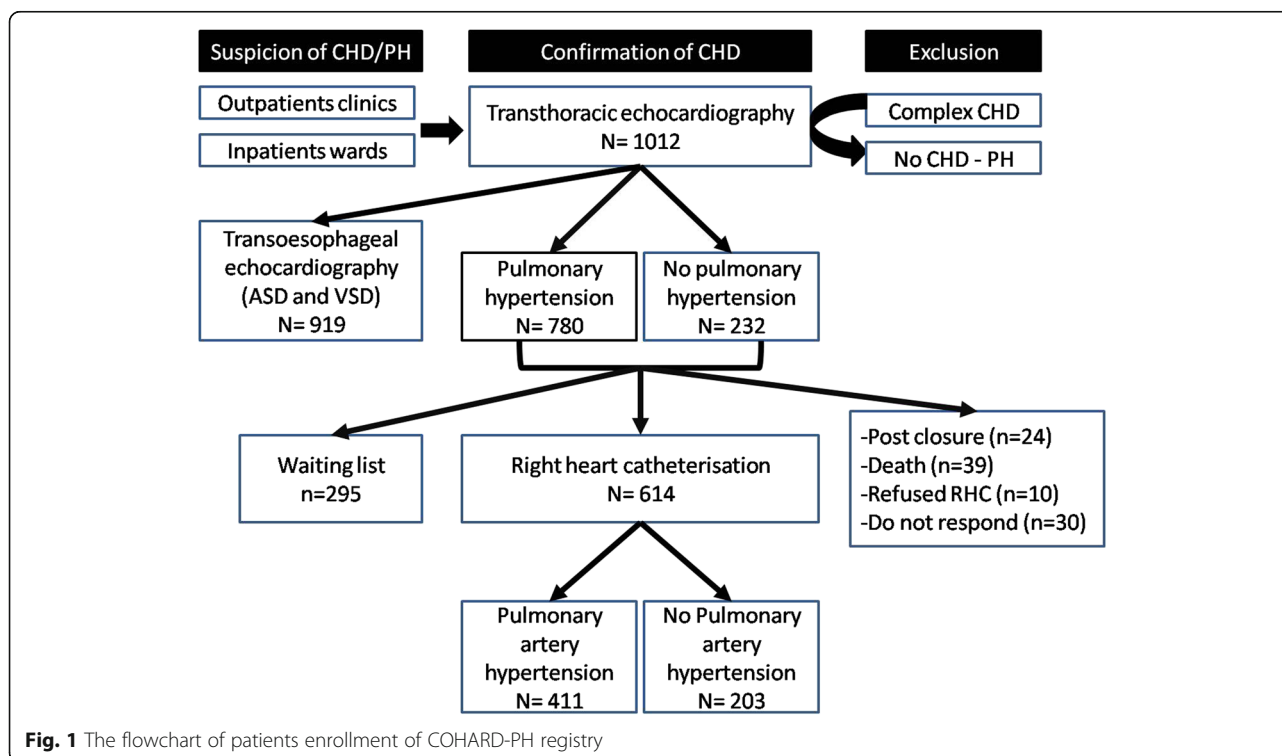 Suspicion of CHD/PH
Confirmation of CHD
Exclusion
Outpatients clinics
Inpatients wards
Transthoracic echocardiography
N= 1012
Complex CHD
No CHD - PH
Transoesophageal
echocardiography
(ASD and VSD)
N= 919
Pulmonary
hypertension
N= 780
No pulmonary
hypertension
N= 232
Waiting list
n=295
Right heart catheterisation
N= 614
-Post closure (n=24)
-Death (n=39)
-Refused RHC (n=10)
-Do not respond (n=30)
Pulmonary
artery
hypertension
N= 411
No Pulmonary
artery
hypertension
N= 203
Fig. 1 The flowchart of patients enrollment of COHARD-PH registry